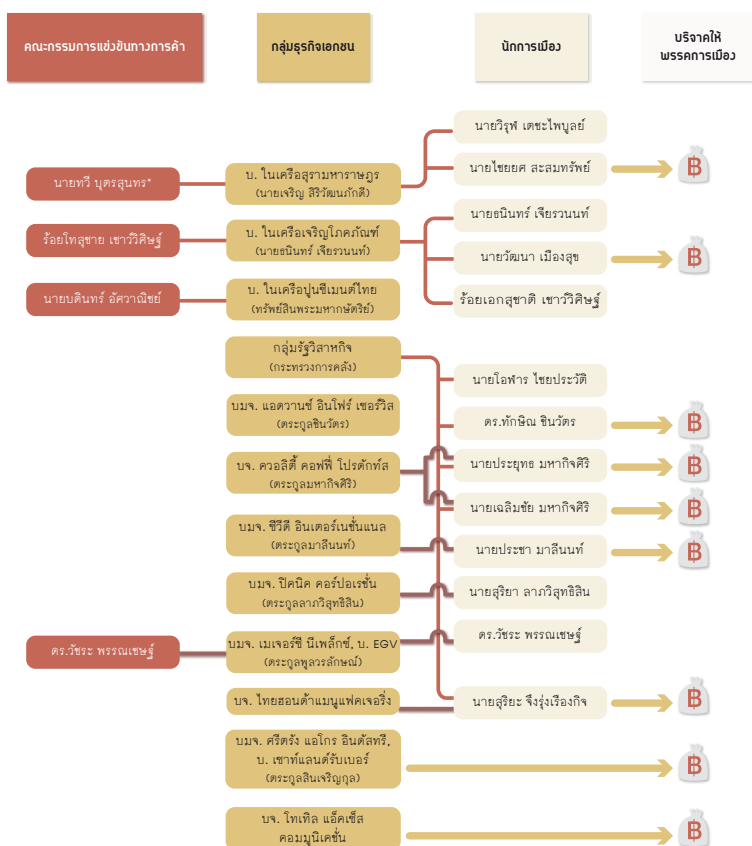 คณะกรรมการแข่งขันทางการค้า
กลุ่มธุรกิจเอกชน
นักการเมือง
บริจาคให้
พรรคการเมือง
นายวิรุฬ เตชะไพบูลย์
นายทวี บุตรสุนทร*
บ. ในเครือสุรามหาราษฎร
(นายเจริญ สิริวัฒนภักดี)
นายไชยยศ สะสมทรัพย์
฿
นายธนินทร์ เจียรวนนท์
ร้อยโทสุชาย เชาว์วิศิษฐ์
บ. ในเครือเจริญโภคภัณฑ์
(นายธนินทร์ เจียรวนนท์)
นายวัฒนา เมืองสุข
฿
นายบดินทร์ อัศวาณิชย์
บ. ในเครือปูนซีเมนต์ไทย
(ทรัพย์สินพระมหากษัตริย์)
ร้อยเอกสุชาติ เชาว์วิศิษฐ์
กลุ่มรัฐวิสาหกิจ
(กระทรวงการคลัง)
นายโอฬาร ไชยประวัติ
บมจ. แอดวานซ์ อินโฟร์ เซอร์วิส
(ตระกูลชินวัตร)
ดร.ทักษิณ ชินวัตร
฿
บจ. ควอลิตี้ คอฟฟี่ โปรดักท์ส
(ตระกูลมหากิจศิริ)
นายประยุทธ มหากิจศิริ
฿
นายเฉลิมชัย มหากิจศิริ
฿
บมจ. ซีวีดี อินเตอร์เนชั่นแนล
(ตระกูลมาลีนนท์)
นายประชา มาลีนนท์
฿
บมจ. ปิคนิค คอร์ปอเรชั่น
(ตระกูลลาภวิสุทธิสิน)
นายสุริยา ลาภวิสุทธิสิน
ดร.วัชระ พรรณเชษฐ์
บมจ. เมเจอร์ซี นีเพล็กซ์, บ. EGV
(ตระกูลพูลวรลักษณ์)
ดร.วัชระ พรรณเชษฐ์
บจ. ไทยฮอนด้าแมนูแฟคเจอริ่ง
นายสุริยะ จึงรุ่งเรืองกิจ
฿
บมจ. ศรีตรัง แอโกร อินดัสทรี,
บ. เซาท์แลนด์รับเบอร์
(ตระกูลสินเจริญกุล)
฿
บจ. โทเทิล แอ็คเซ็ส
คอมมูนิเคชั่น
฿